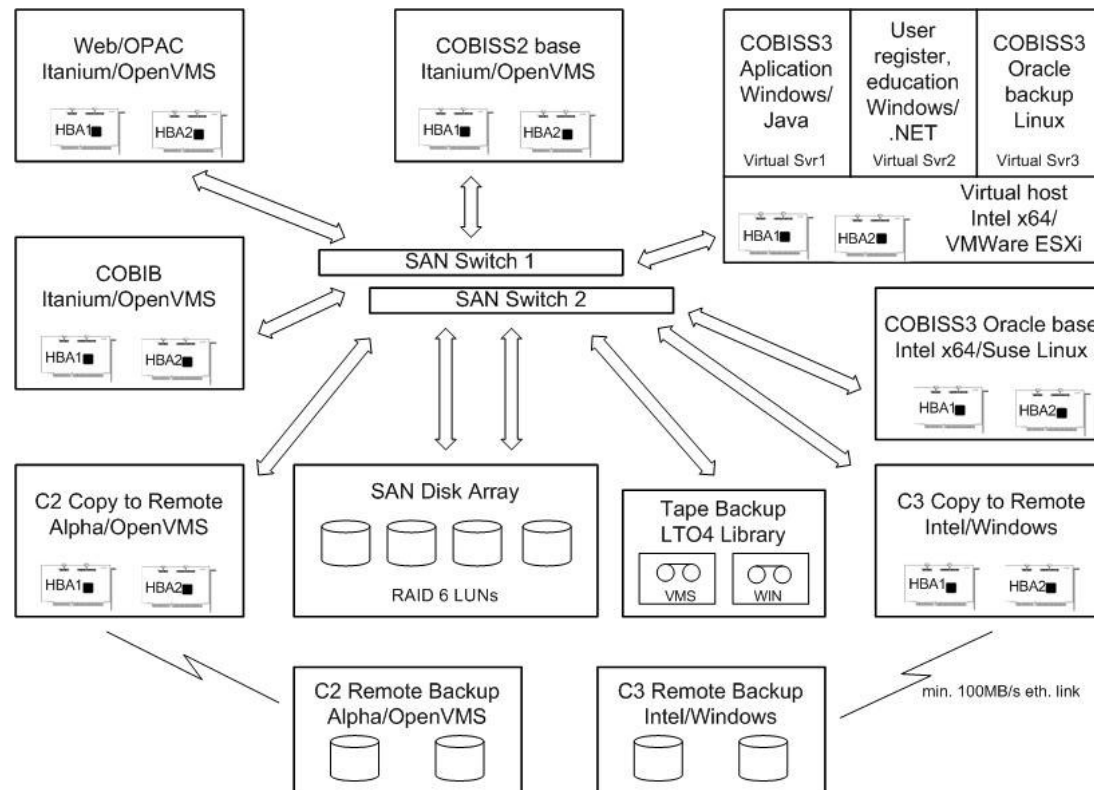 Web/OPAC
Itanium/OpenVMS
HBA1
HBA2
COBISS2 base
Itanium/OpenVMS
HBA1
HBA2
COBISS3
Aplication
Windows/
Java
Virtual Svr1
User
register,
education
Windows/
.NET
Virtual Svr2
COBISS3
Oracle
backup
Linux
Virtual Svr3
Virtual host
Intel x64/
VMWare ESXi
HBA1
HBA2
SAN Switch 1
SAN Switch 2
COBIB
Itanium/OpenVMS
HBA1
HBA2
COBISS3 Oracle base
Intel x64/Suse Linux
HBA1
HBA2
C2 Copy to Remote
Alpha/OpenVMS
HBA1
HBA2
SAN Disk Array
RAID 6 LUNs
Tape Backup
LTO4 Library
VMS
WIN
C3 Copy to Remote
Intel/Windows
HBA1
HBA2
C2 Remote Backup
Alpha/OpenVMS
C3 Remote Backup
Intel/Windows
min. 100MB/s eth. link